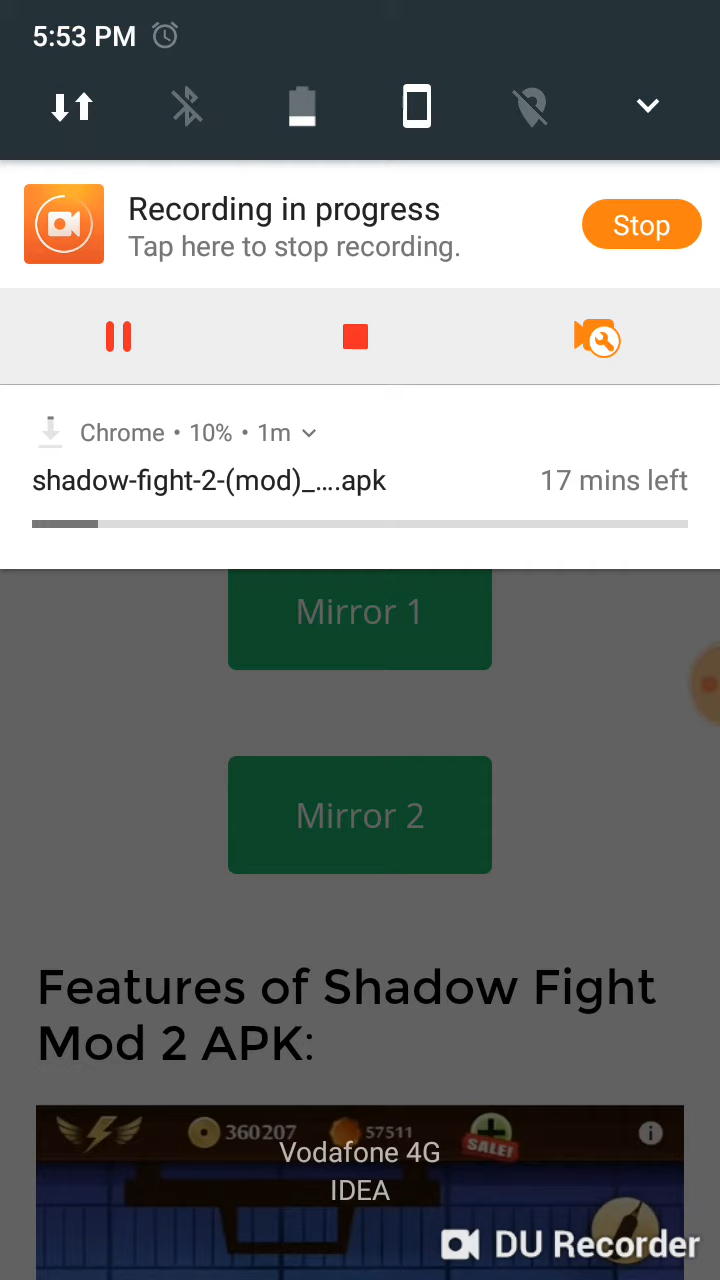 5:53 PM
Recording in progress
Tap here to stop recording.
Stop
Chrome • 10% • 1m
shadow-fight-2-(mod)_....apk
17 mins left
Mirror 1
Mirror 2
Features of Shadow Fight
Mod 2 APK:
360207
57511
SALE!
Vodafone 4G
IDEA
DU Recorder